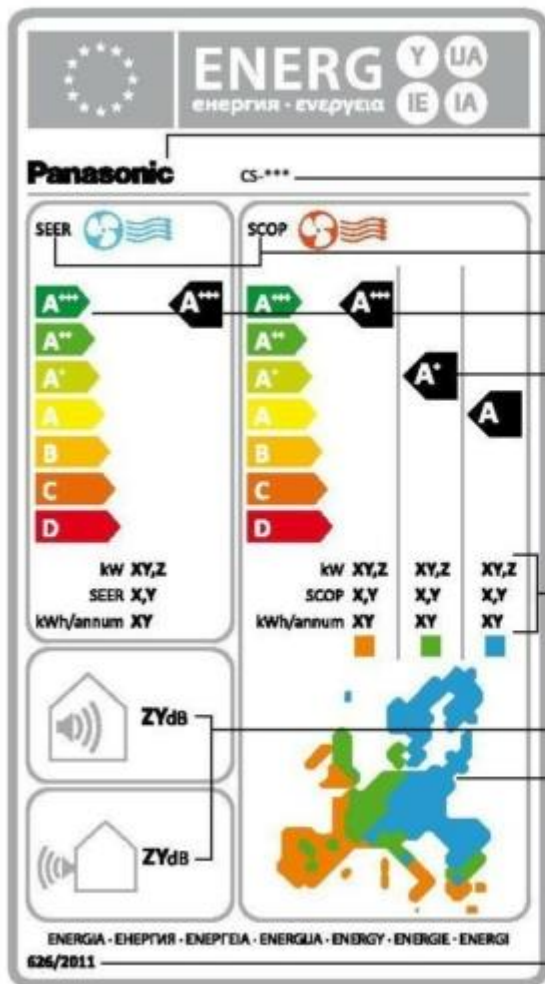 ENERG Y UA
енергия · ενεργεια IE IA
Panasonic CS-***
SEER
A+++ A+++
A++
A+
A
B
C
D
kW XY,Z
SEER X,Y
kWh/annum XY
SCOP
A+++ A+++
A++
A+ A+
A A
B
C
D
kW XY,Z XY,Z XY,Z
SCOP X,Y X,Y X,Y
kWh/annum XY XY XY
ZYdB
ZYdB
ENERGIA · ЕНЕРГИЯ · ΕΝΕΡΓΕΙΑ · ENERGIJA · ENERGY · ENERGIE · ENERGI
626/2011